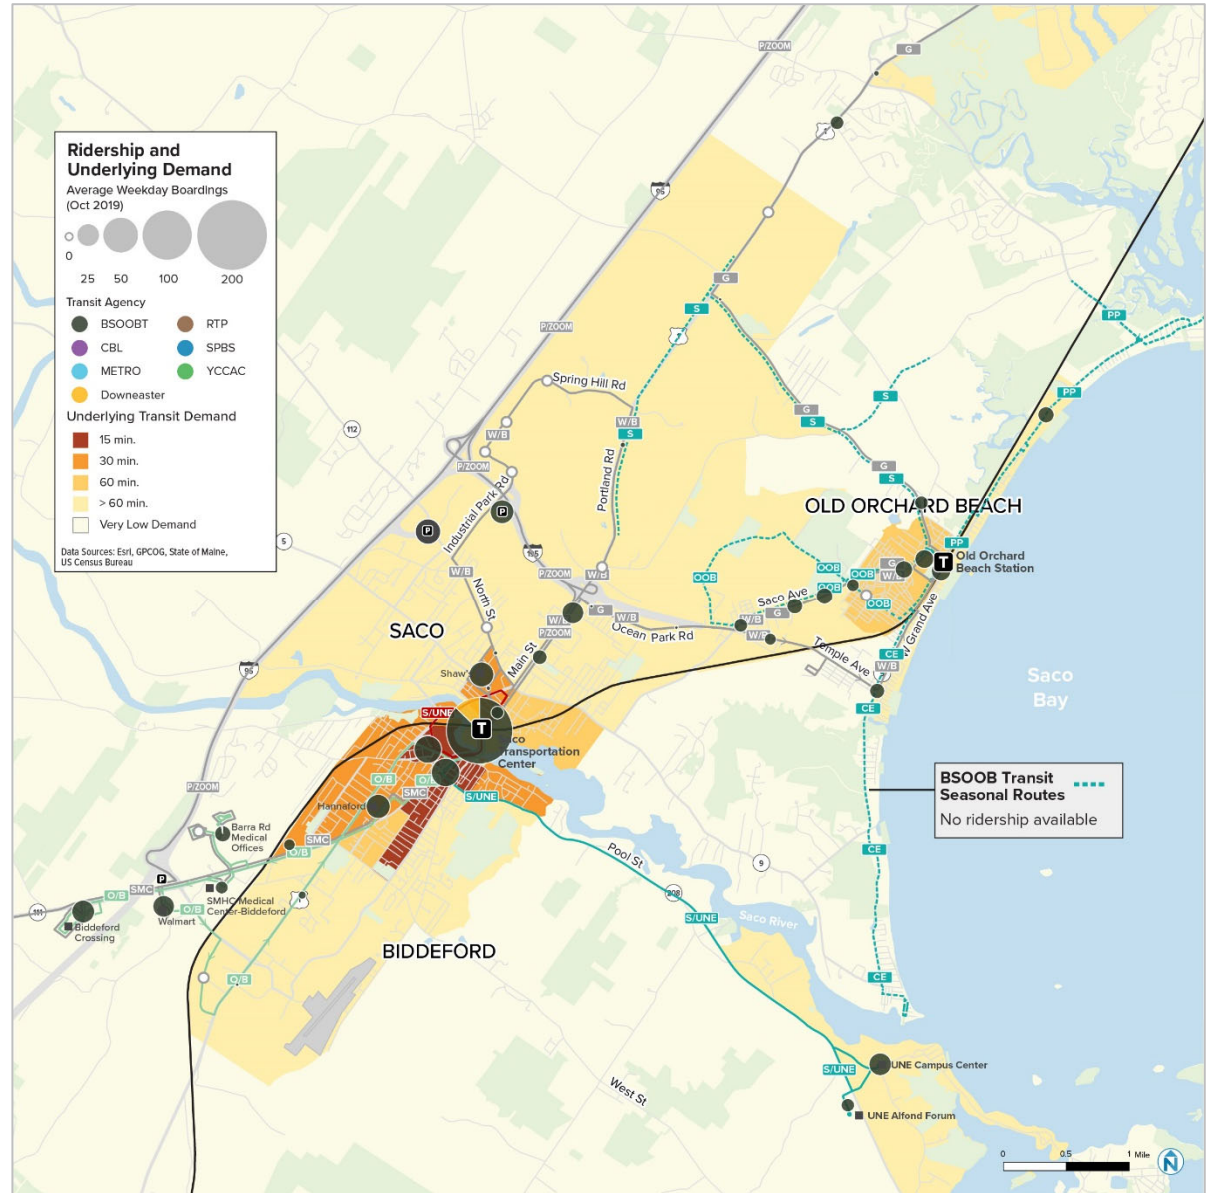 Ridership and
Underlying Demand
Average Weekday Boardings
(Oct 2019)
0
25 50 100 200
Transit Agency
BSOOBT RTP
CBL SPBS
METRO YCCAC
Downeaster
Underlying Transit Demand
15 min.
30 min.
60 min.
> 60 min.
Very Low Demand
Data Sources: Esri, GPCOG, State of Maine,
US Census Bureau
P/ZOOM
G
1
95
G
S
1
PP
P/ZOOM
PP
Spring Hill Rd
S
112
W/B
S
G
S
W/B
P/ZOOM
Portland Rd
G
S
Industrial Park Rd
P
P
OLD ORCHARD BEACH
5
195
PP
T
Old Orchard
Beach Station
P/ZOOM
W/B
W/B
OOB
OOB
G
W/B
OOB
OOB
North St
Saco Ave
G
W/B
G
W/B
P/ZOOM
Ocean Park Rd
W/B
W/B
Temple Ave
W Grand Ave
SACO
Main St
CE
W/B
95
Shaw's
CE
Saco
Bay
S/UNE
T
Transportation
Center
O/B
O/B
SMC
S/UNE
P/ZOOM
BSOOB Transit
Seasonal Routes
No ridership available
Hannaford
Barra Rd
Medical
Offices
SMC
O/B
Pool St
CE
9
P
SMC
O/B
SMHC Medical
Center-Biddeford
1
208
111
Biddeford
Crossing
Walmart
O/B
S/UNE
Saco River
BIDDEFORD
O/B
CE
S/UNE
UNE Campus Center
West St
UNE Alfond Forum
0 0.5 1 Mile
N